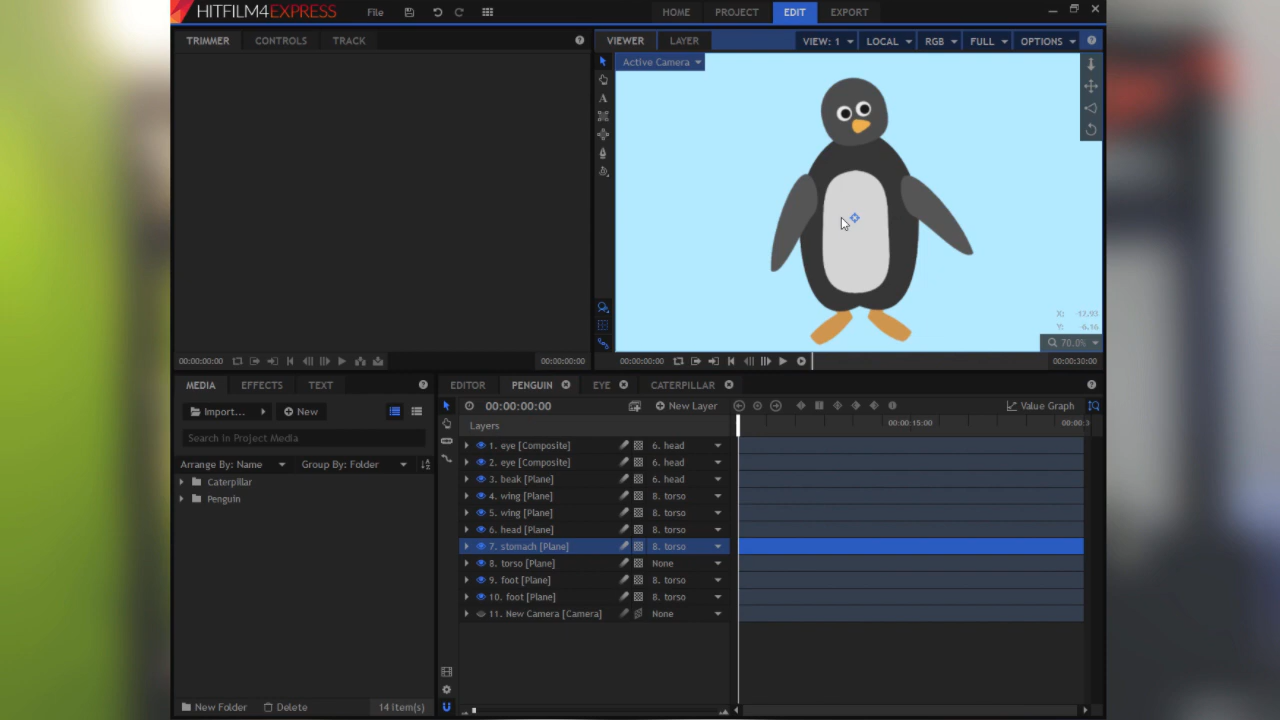 HITFILM4EXPRESS File HOME PROJECT EDIT EXPORT
TRIMMER CONTROLS TRACK
VIEWER LAYER VIEW: 1 LOCAL RGB FULL OPTIONS
Active Camera
X: -12.93
Y: -6.16
70.0%
00:00:00:00 00:00:00:00
00:00:00:00 00:00:30:00
MEDIA EFFECTS TEXT
Import... New
Search In Project Media
Arrange By: Name Group By: Folder
Caterpillar
Penguin
New Folder Delete 14 item(s)
EDITOR PENGUIN EYE CATERPILLAR
00:00:00:00 New Layer Value Graph
Layers 00:00:15:00 00:00:3
1. eye [Composite] 6. head
2. eye [Composite] 6. head
3. beak [Plane] 6. head
4. wing [Plane] 8. torso
5. wing [Plane] 8. torso
6. head [Plane] 8. torso
7. stomach [Plane] 8. torso
8. torso [Plane] None
9. foot [Plane] 8. torso
10. foot [Plane] 8. torso
11. New Camera [Camera] None